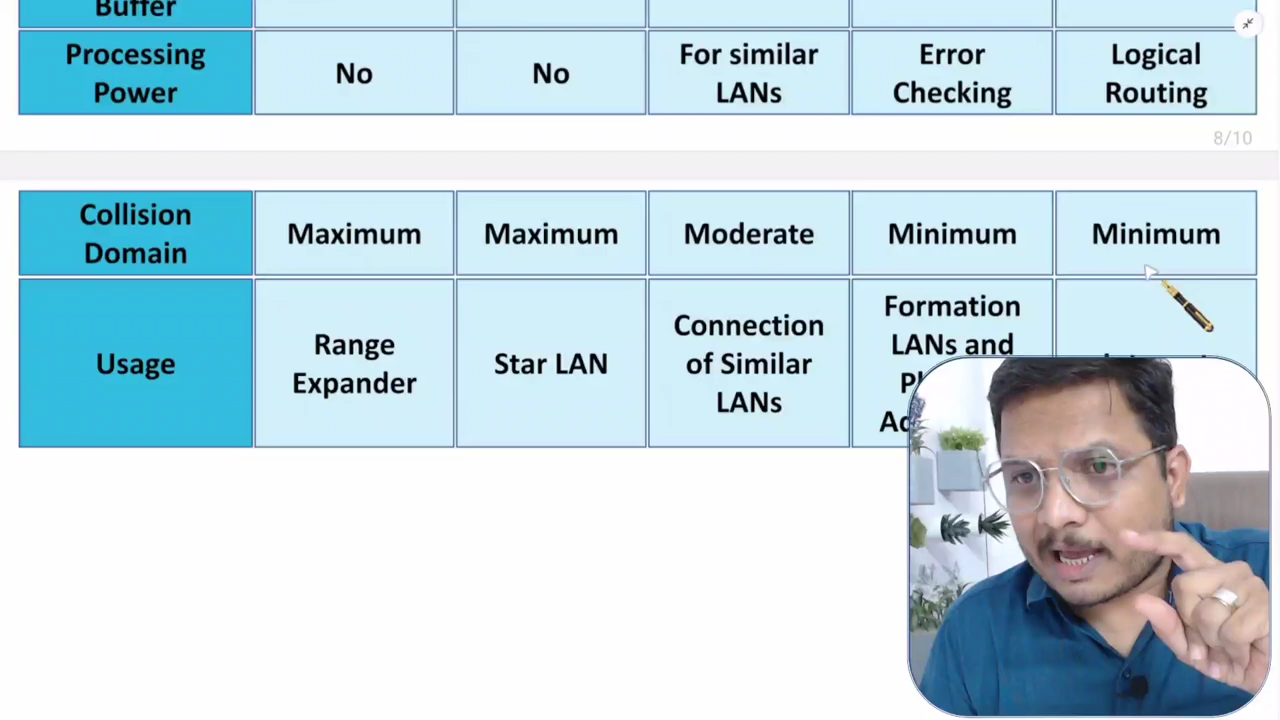 Buffer
Processing
Power
No
No
For similar
LANs
Error
Checking
Logical
Routing
8/10
Collision
Domain
Maximum
Maximum
Moderate
Minimum
Minimum
Usage
Range
Expander
Star LAN
Connection
of Similar
LANs
Formation
LANs and